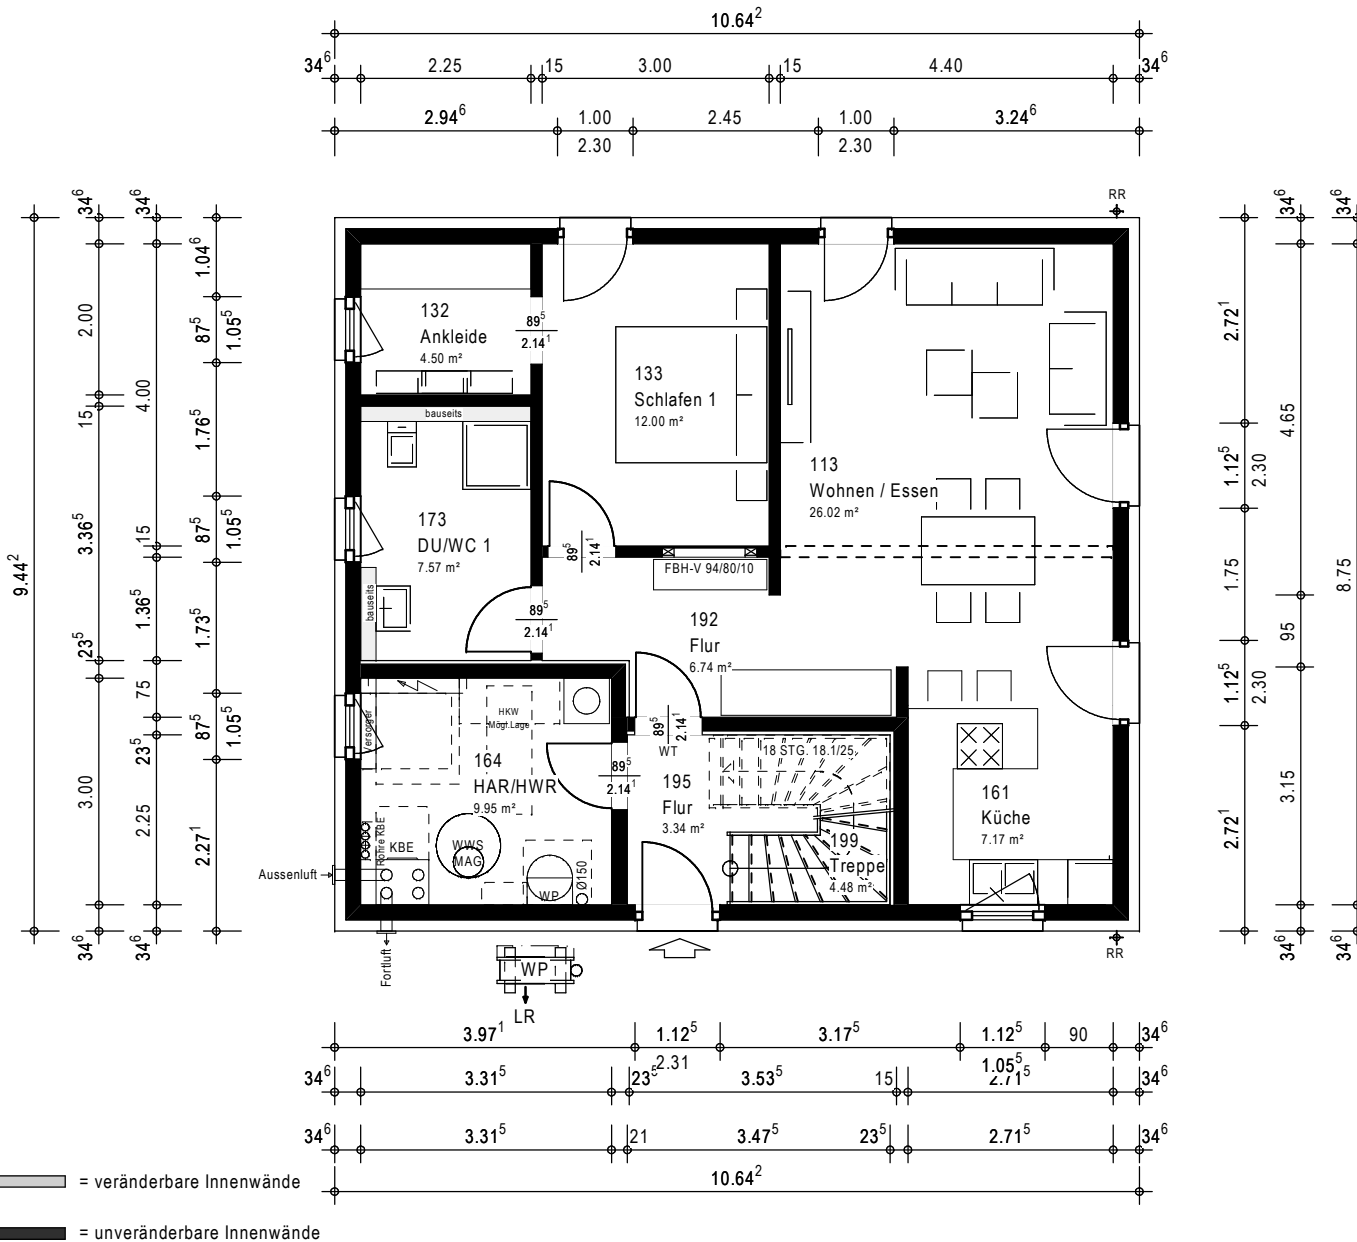 10.64²
34⁶ 2.25 15 3.00 15 4.40 34⁶
2.94⁶ 1.00 2.45 1.00 3.24⁶
2.30 2.30
RR
34⁶ 34⁶
1.04⁶
2.00
87⁵ 1.05⁵
15 4.00
1.76⁵
9.44²
3.36⁵ 15
87⁵ 1.05⁵
1.36⁵
1.73⁵
23⁵
75
87⁵ 1.05⁵
23⁵
3.00 2.25
2.27¹
34⁶ 34⁶
132
Ankleide
4.50 m²
89⁵
2.14¹
133
Schlafen 1
12.00 m²
bauseits
113
Wohnen / Essen
26.02 m²
173
DU/WC 1
7.57 m²
89⁵
2.14¹
FBH-V 94/80/10
bauseits
89⁵
2.14¹
192
Flur
6.74 m²
Versorger
HKW
Mögl.Lage
89⁵
2.14¹
WT
18 STG. 18.1/25
164
HAR/HWR
9.95 m²
89⁵
2.14¹
195
Flur
3.34 m²
161
Küche
7.17 m²
Rohre KBE
KBE
WWS
MAG
199
Treppe
4.48 m²
Aussenluft
WP
Ø150
Fortluft
WP
LR
RR
34⁶ 34⁶
2.72¹
4.65
1.12⁵
2.30
1.75
8.75
95
1.12⁵
2.30
3.15
2.72¹
34⁶ 34⁶
3.97¹ 1.12⁵ 3.17⁵ 1.12⁵ 90 34⁶
2.31 1.05⁵
34⁶ 3.31⁵ 23⁵ 3.53⁵ 15 2.71⁵ 34⁶
34⁶ 3.31⁵ 21 3.47⁵ 23⁵ 2.71⁵ 34⁶
10.64²
= veränderbare Innenwände
= unveränderbare Innenwände